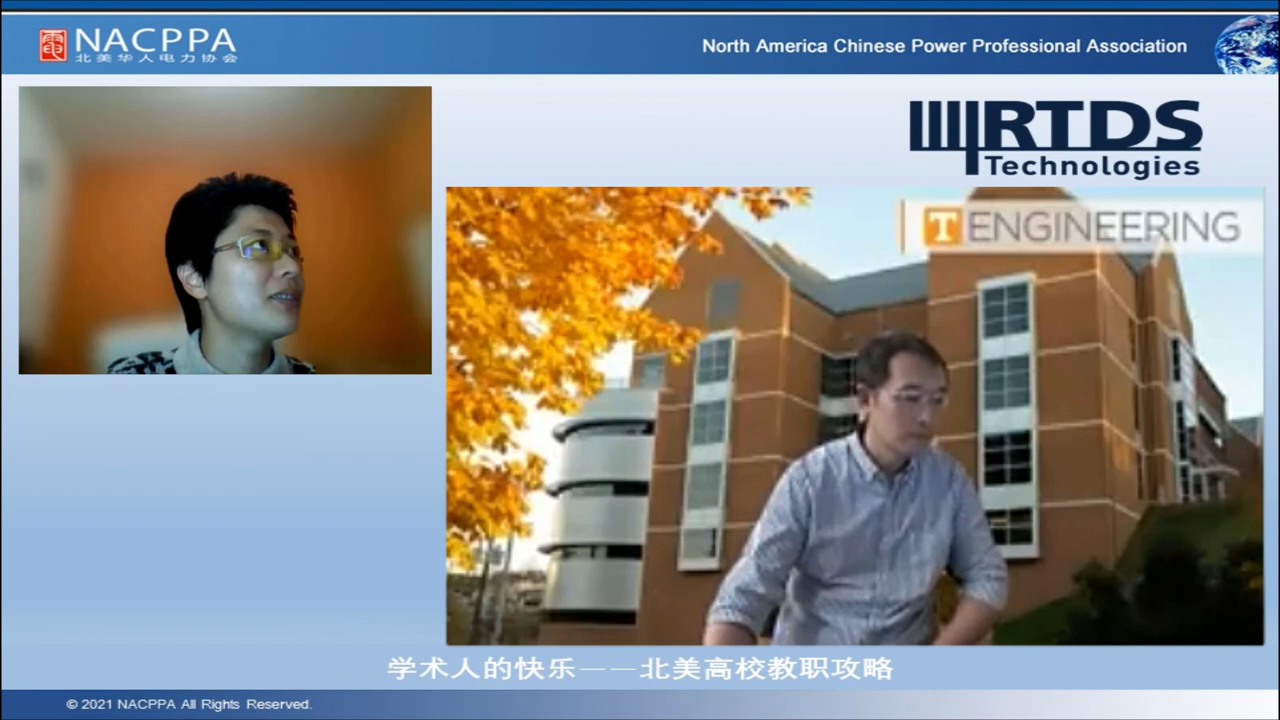 NACPPA
北美华人电力协会
North America Chinese Power Professional Association
RTDS
Technologies
T ENGINEERING
学术人的快乐——北美高校教职攻略
© 2021 NACPPA All Rights Reserved.